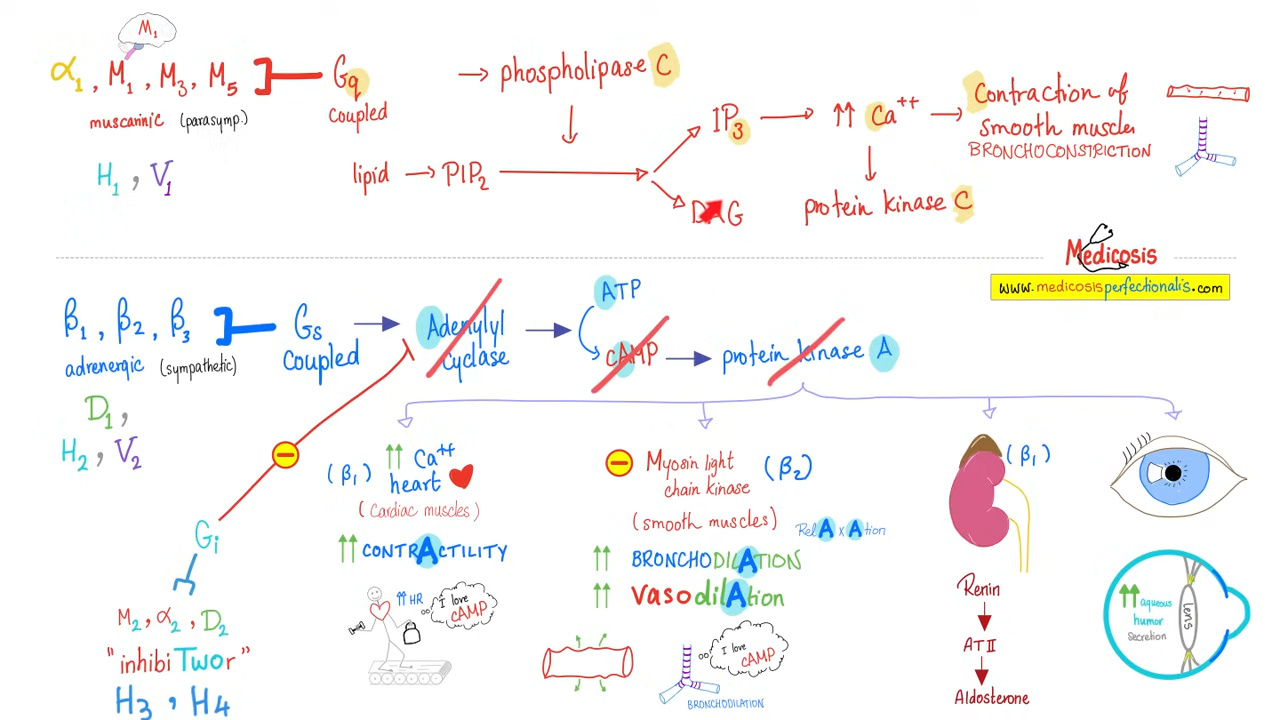 M₁
α₁, M₁, M₃, M₅
muscarinic (parasymp.)
H₁, V₁
Gq
coupled
→ phospholipase C
lipid → PIP₂
IP₃ → ↑↑ Ca⁺⁺ →
DAG
protein kinase C
Contraction of
smooth muscles
BRONCHOCONSTRICTION
Medicosis
www.medicosisperfectionalis.com
β₁, β₂, β₃
adrenergic (sympathetic)
D₁,
H₂, V₂
Gs
coupled
Adenylyl
cyclase
ATP
cAMP
protein kinase A
Gi
M₂, α₂, D₂
"inhibiTwor"
H3, H4
(β₁) ↑↑ Ca⁺⁺
heart
(Cardiac muscles)
↑↑ CONTRACTILITY
↑↑ HR
I love
cAMP
Myosin light
chain kinase
(β₂)
(smooth muscles)
RelAxAtion
↑↑ BRONCHODILATION
↑↑ vasodilAtion
I love
cAMP
BRONCHODILATION
(β₁)
Renin
ATII
Aldosterone
↑↑ aqueous
humor
secretion
lens